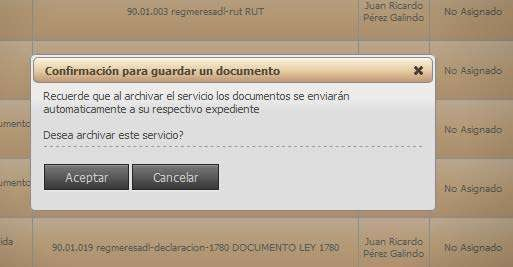 90.01.003 regmeresadl-rut RUT
Juan Ricardo
Pérez Galindo
No Asignado
Confirmación para guardar un documento
No Asignado
Recuerde que al archivar el servicio los documentos se enviarán
automaticamente a su respectivo expediente
No Asignado
Desea archivar este servicio?
Aceptar
Cancelar
No Asignado
90.01.019 regmeresadl-declaracion-1780 DOCUMENTO LEY 1780
Juan Ricardo
Pérez Galindo
No Asignado